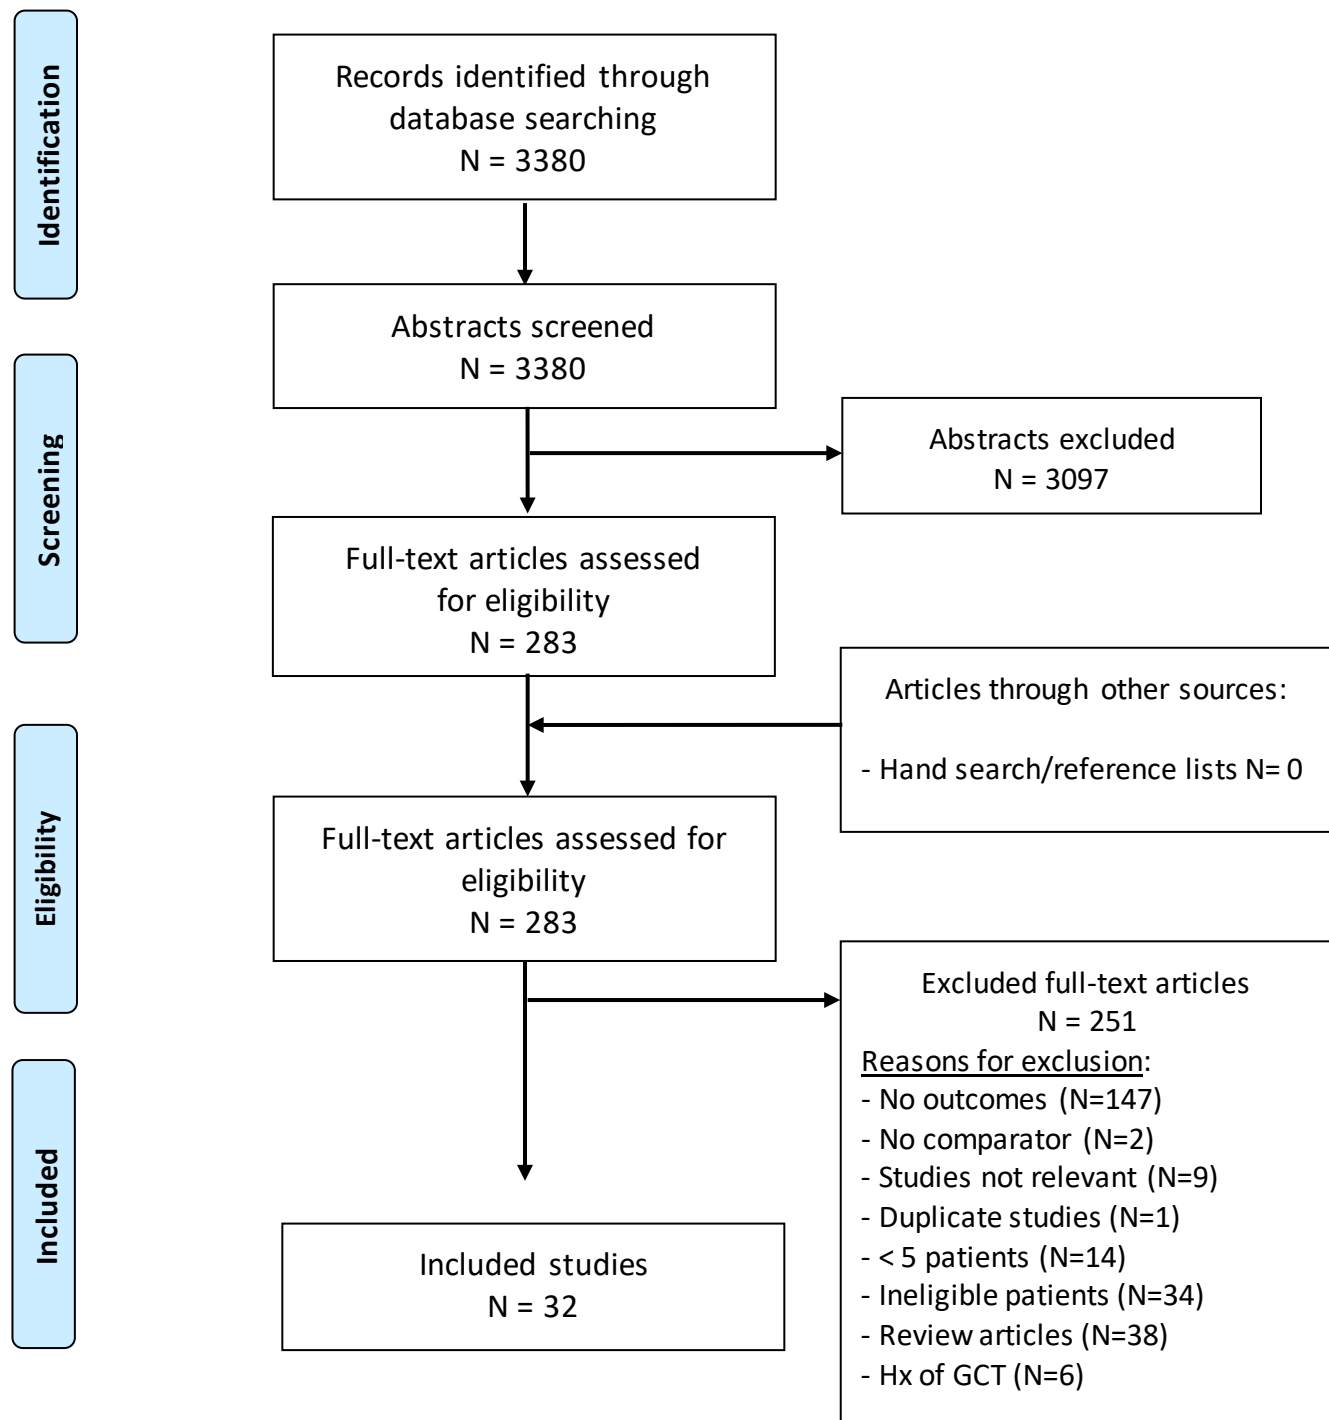 Identification
Records identified through
database searching
N = 3380
Abstracts screened
N = 3380
Screening
Abstracts excluded
N = 3097
Full-text articles assessed
for eligibility
N = 283
Articles through other sources:
- Hand search/reference lists N= 0
Eligibility
Full-text articles assessed for
eligibility
N = 283
Excluded full-text articles
N = 251
Reasons for exclusion:
- No outcomes (N=147)
- No comparator (N=2)
- Studies not relevant (N=9)
- Duplicate studies (N=1)
- < 5 patients (N=14)
- Ineligible patients (N=34)
- Review articles (N=38)
- Hx of GCT (N=6)
Included
Included studies
N = 32